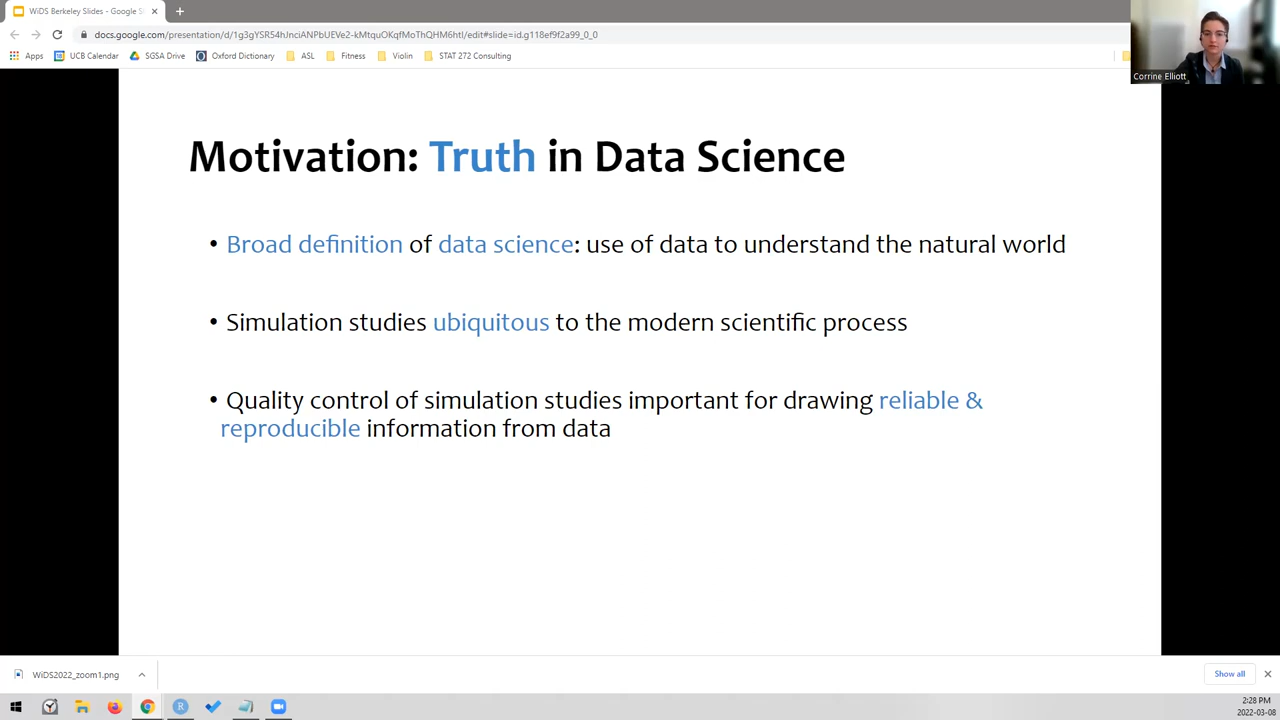 WiDS Berkeley Slides - Google S
docs.google.com/presentation/d/1g3gYSR54hJnciANPbUEVe2-kMtquOKqfMoThQHM6htI/edit#slide=id.g118ef9f2a99_0_0
Apps UCB Calendar SGSA Drive Oxford Dictionary ASL Fitness Violin STAT 272 Consulting
Corrine Elliott
Motivation: Truth in Data Science
• Broad definition of data science: use of data to understand the natural world
• Simulation studies ubiquitous to the modern scientific process
• Quality control of simulation studies important for drawing reliable &
reproducible information from data
WiDS2022_zoom1.png
Show all
2:28 PM
2022-03-08